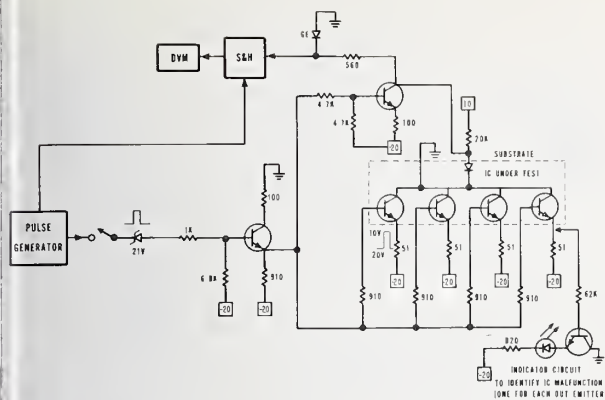 GE
DVM
S&H
560
4 7K
4 7K
100
-20
10
20K
SUBSTRATE
IC UNDER TEST
100
PULSE
GENERATOR
21V
1K
6 8K
910
-20
-20
10V
20V
51
51
51
51
-20
-20
-20
-20
910
910
910
910
62K
820
-20
INDICATOR CIRCUIT
TO IDENTIFY IC MALFUNCTION
(ONE FOR EACH DUT EMITTER